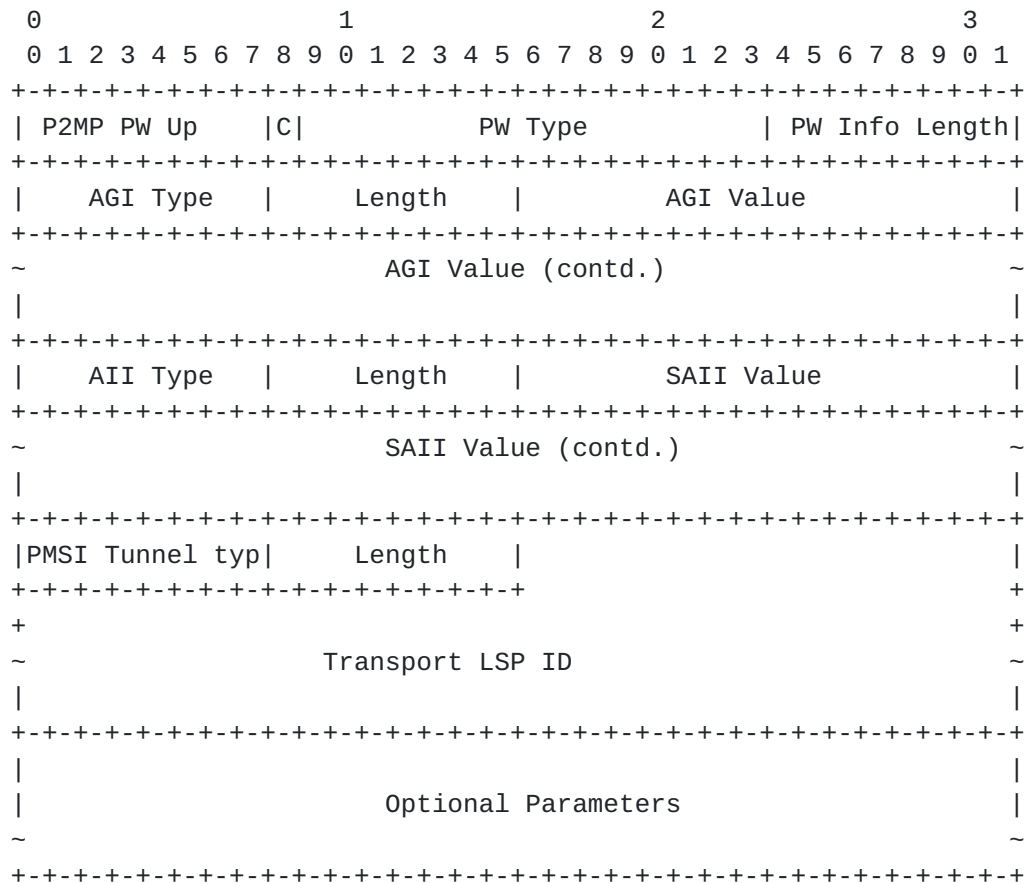 0                   1                   2                   3
 0 1 2 3 4 5 6 7 8 9 0 1 2 3 4 5 6 7 8 9 0 1 2 3 4 5 6 7 8 9 0 1
+-+-+-+-+-+-+-+-+-+-+-+-+-+-+-+-+-+-+-+-+-+-+-+-+-+-+-+-+-+-+-+-+
| P2MP PW Up    |C|           PW Type           | PW Info Length|
+-+-+-+-+-+-+-+-+-+-+-+-+-+-+-+-+-+-+-+-+-+-+-+-+-+-+-+-+-+-+-+-+
|    AGI Type   |     Length    |         AGI Value             |
+-+-+-+-+-+-+-+-+-+-+-+-+-+-+-+-+-+-+-+-+-+-+-+-+-+-+-+-+-+-+-+-+
~                       AGI Value (contd.)                      ~
|                                                               |
+-+-+-+-+-+-+-+-+-+-+-+-+-+-+-+-+-+-+-+-+-+-+-+-+-+-+-+-+-+-+-+-+
|    AII Type   |     Length    |         SAII Value            |
+-+-+-+-+-+-+-+-+-+-+-+-+-+-+-+-+-+-+-+-+-+-+-+-+-+-+-+-+-+-+-+-+
~                       SAII Value (contd.)                     ~
|                                                               |
+-+-+-+-+-+-+-+-+-+-+-+-+-+-+-+-+-+-+-+-+-+-+-+-+-+-+-+-+-+-+-+-+
|PMSI Tunnel typ|     Length    |                               |
+-+-+-+-+-+-+-+-+-+-+-+-+-+-+-+-+                               +
+                                                               +
~                   Transport LSP ID                            ~
|                                                               |
+-+-+-+-+-+-+-+-+-+-+-+-+-+-+-+-+-+-+-+-+-+-+-+-+-+-+-+-+-+-+-+-+
|                                                               |
|                       Optional Parameters                     |
~                                                               ~
+-+-+-+-+-+-+-+-+-+-+-+-+-+-+-+-+-+-+-+-+-+-+-+-+-+-+-+-+-+-+-+-+